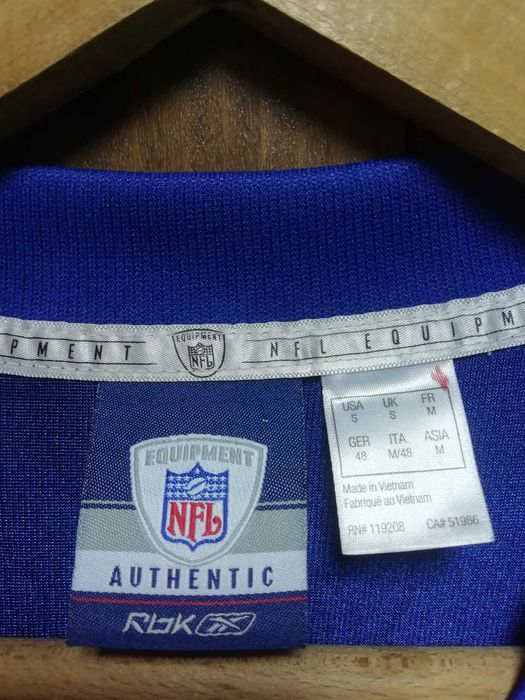 PMENT
EQUIPMENT
NFL
NFL EQUIPM
EQUIPMENT
NFL
AUTHENTIC
RBK
USA UK FR
S S M
GER ITA ASIA
48 M/48 M
Made in Vietnam
Fabriqué au Vietnam
RN# 119208 CA# 51986